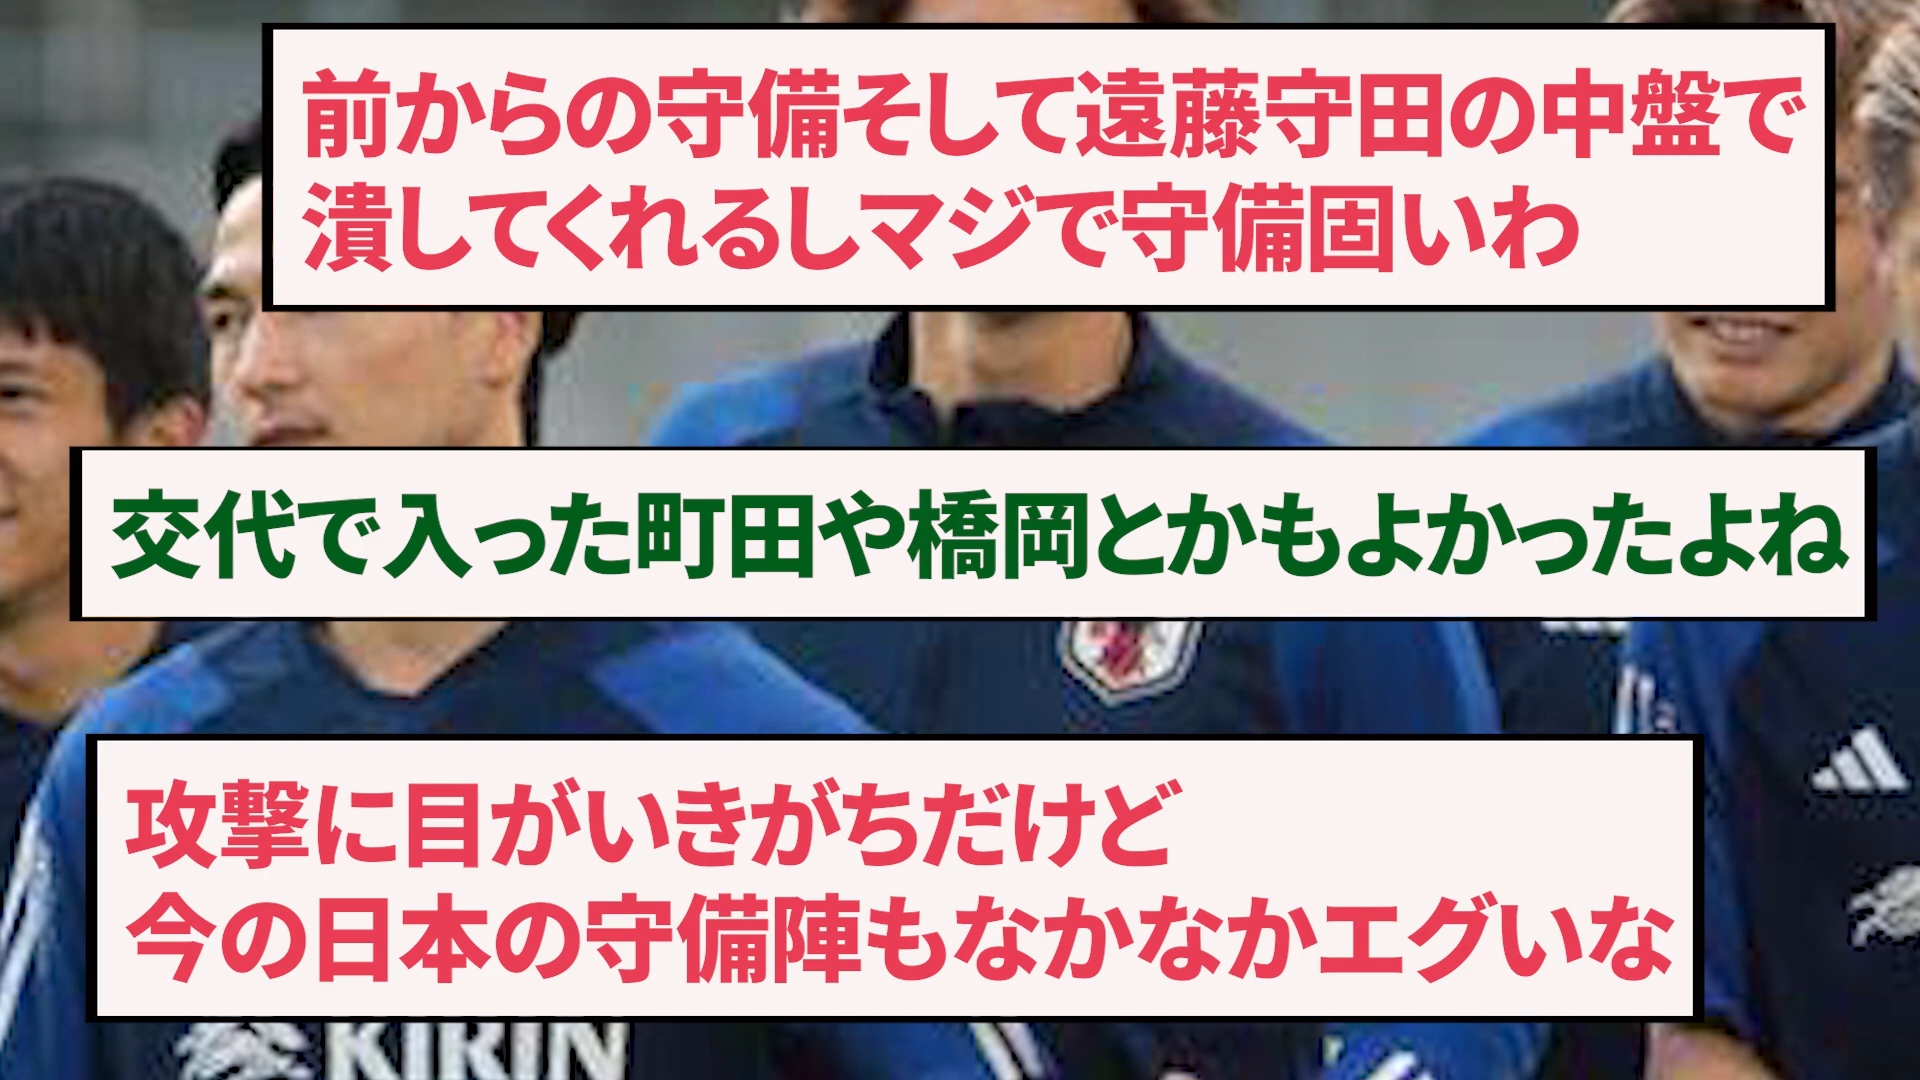 前からの守備そして遠藤守田の中盤で
潰してくれるしマジで守備固いわ
交代で入った町田や橋岡とかもよかったよね
攻撃に目がいきがちだけど
今の日本の守備陣もなかなかエグいな
KIRIN